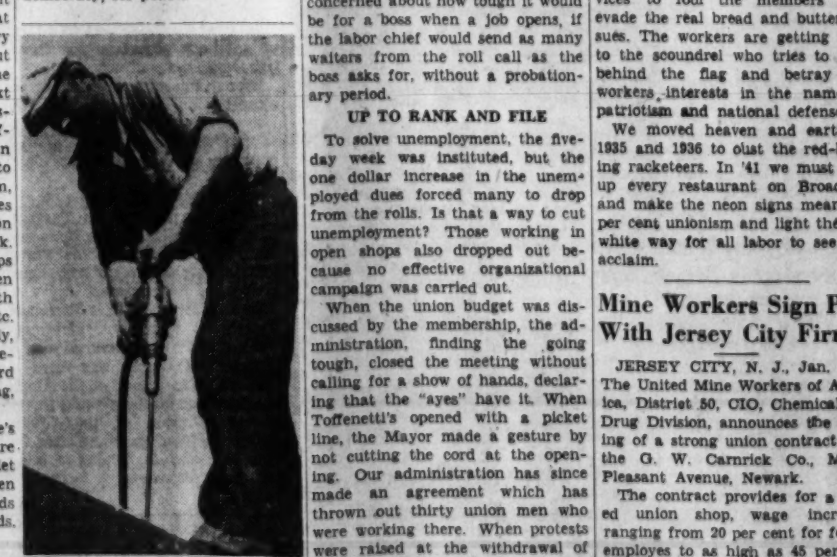 concerned about how tough it would
be for a boss when a job opens, if
the labor chief would send as many
waiters from the roll call as the
boss asks for, without a probation-
ary period.
UP TO RANK AND FILE
To solve unemployment, the five-
day week was instituted, but the
one dollar increase in the unem-
ployed dues forced many to drop
from the rolls. Is that a way to cut
unemployment? Those working in
open shops also dropped out be-
cause no effective organizational
campaign was carried out.
When the union budget was dis-
cussed by the membership, the ad-
ministration, finding the going
tough, closed the meeting without
calling for a show of hands, declar-
ing that the "ayes" have it. When
Toffenetti's opened with a picket
line, the Mayor made a gesture by
not cutting the cord at the open-
ing. Our administration has since
made an agreement which has
thrown out thirty union men who
were working there. When protests
were raised at the withdrawal of
evade the real bread and butter
sues. The workers are getting
to the scoundrel who tries to
behind the flag and betray
workers interests in the nam
patriotism and national defens
We moved heaven and eart
1935 and 1936 to oust the red-
ing racketeers. In '41 we must
up every restaurant on Broa
and make the neon signs mean
per cent unionism and light the
white way for all labor to see
acclaim.
Mine Workers Sign
With Jersey City Fir
JERSEY CITY, N. J., Jan.
The United Mine Workers of A
ica, District 50, CIO, Chemical
Drug Division, announces the
ing of a strong union contract
the G. W. Carnrick Co., M
Pleasant Avenue, Newark.
The contract provides for a
ed union shop, wage incr
ranging from 20 per cent for
employes to as high as 45 p